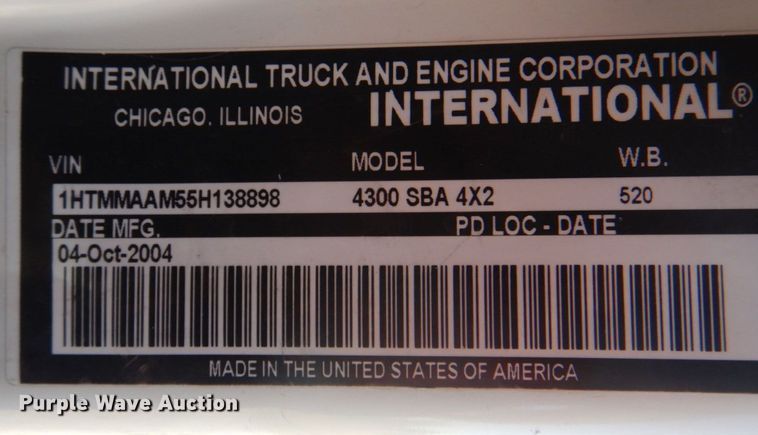 INTERNATIONAL TRUCK AND ENGINE CORPORATION
CHICAGO, ILLINOIS INTERNATIONAL®
VIN MODEL W.B.
1HTMMAAM55H138898 4300 SBA 4X2 520
DATE MFG. PD LOC - DATE
04-Oct-2004
MADE IN THE UNITED STATES OF AMERICA
Purple Wave Auction